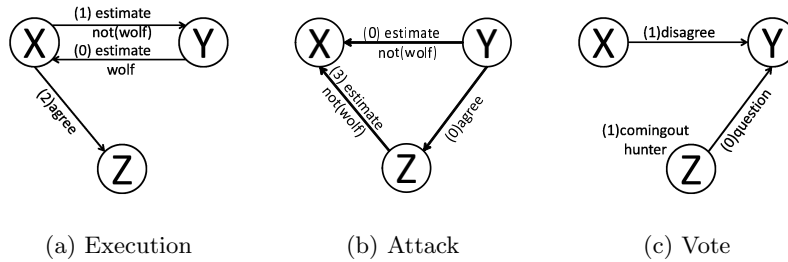 (1) estimate
not(wolf)
(0) estimate
wolf
X
Y
(2)agree
Z
(0) estimate
not(wolf)
X
Y
(3) estimate
not(wolf)
(0)agree
Z
(1)disagree
X
Y
(1)comingout
hunter
(0)question
Z
(a) Execution
(b) Attack
(c) Vote